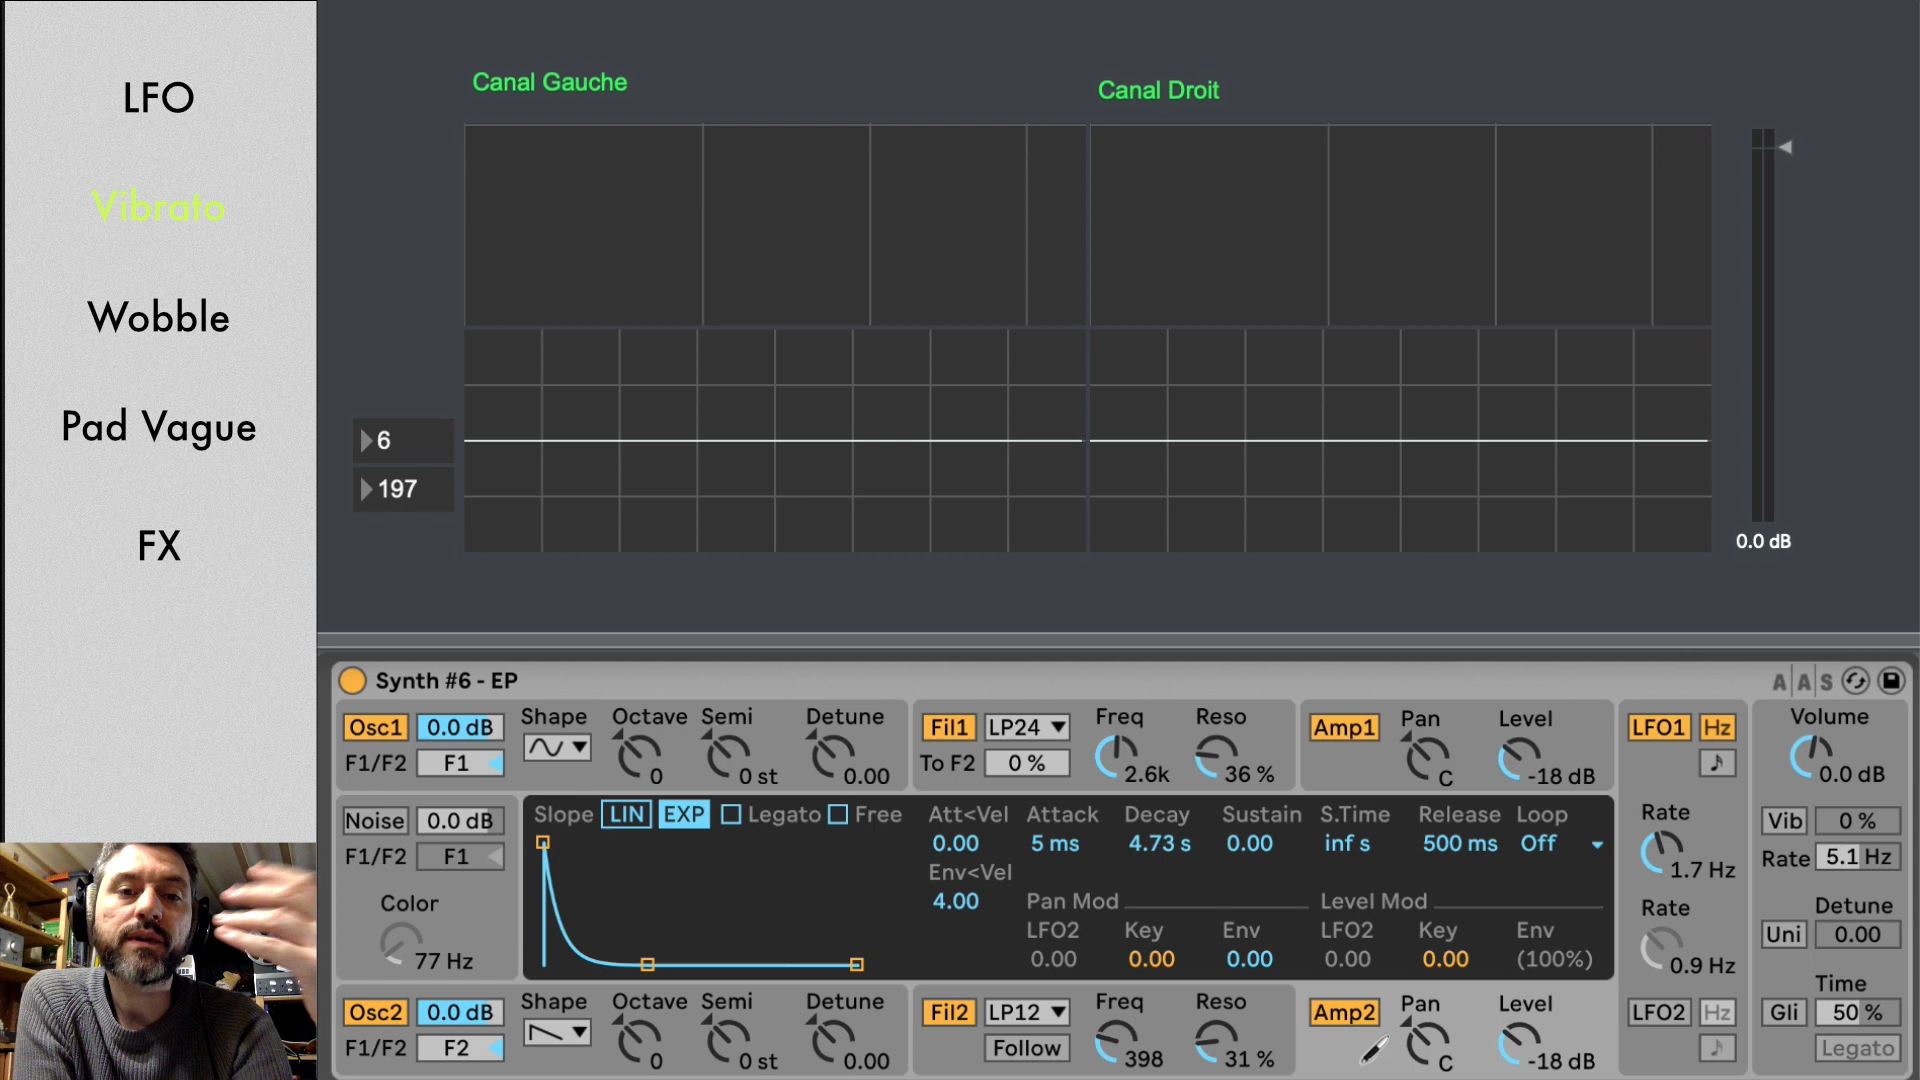 LFO
Vibrato
Wobble
Pad Vague
FX
Canal Gauche
Canal Droit
6
197
0.0 dB
Synth #6 - EP
A A S
Osc1 0.0 dB
F1/F2 F1
Shape
Octave
0
Semi
0 st
Detune
0.00
Fil1 LP24
To F2 0 %
Freq
2.6k
Reso
36 %
Amp1
Pan
C
Level
-18 dB
LFO1 Hz
Volume
0.0 dB
Noise 0.0 dB
F1/F2 F1
Color
77 Hz
Slope LIN EXP Legato Free
Att<Vel
0.00
Attack
5 ms
Decay
4.73 s
Sustain
0.00
S.Time
inf s
Release
500 ms
Loop
Off
Env<Vel
4.00
Pan Mod
LFO2
0.00
Key
0.00
Env
0.00
Level Mod
LFO2
0.00
Key
0.00
Env
(100%)
Rate
1.7 Hz
Rate
0.9 Hz
Vib 0 %
Rate 5.1 Hz
Detune
Uni 0.00
Time
Gli 50 %
Legato
Osc2 0.0 dB
F1/F2 F2
Shape
Octave
0
Semi
0 st
Detune
0.00
Fil2 LP12
Follow
Freq
398
Reso
31 %
Amp2
Pan
C
Level
-18 dB
LFO2 Hz